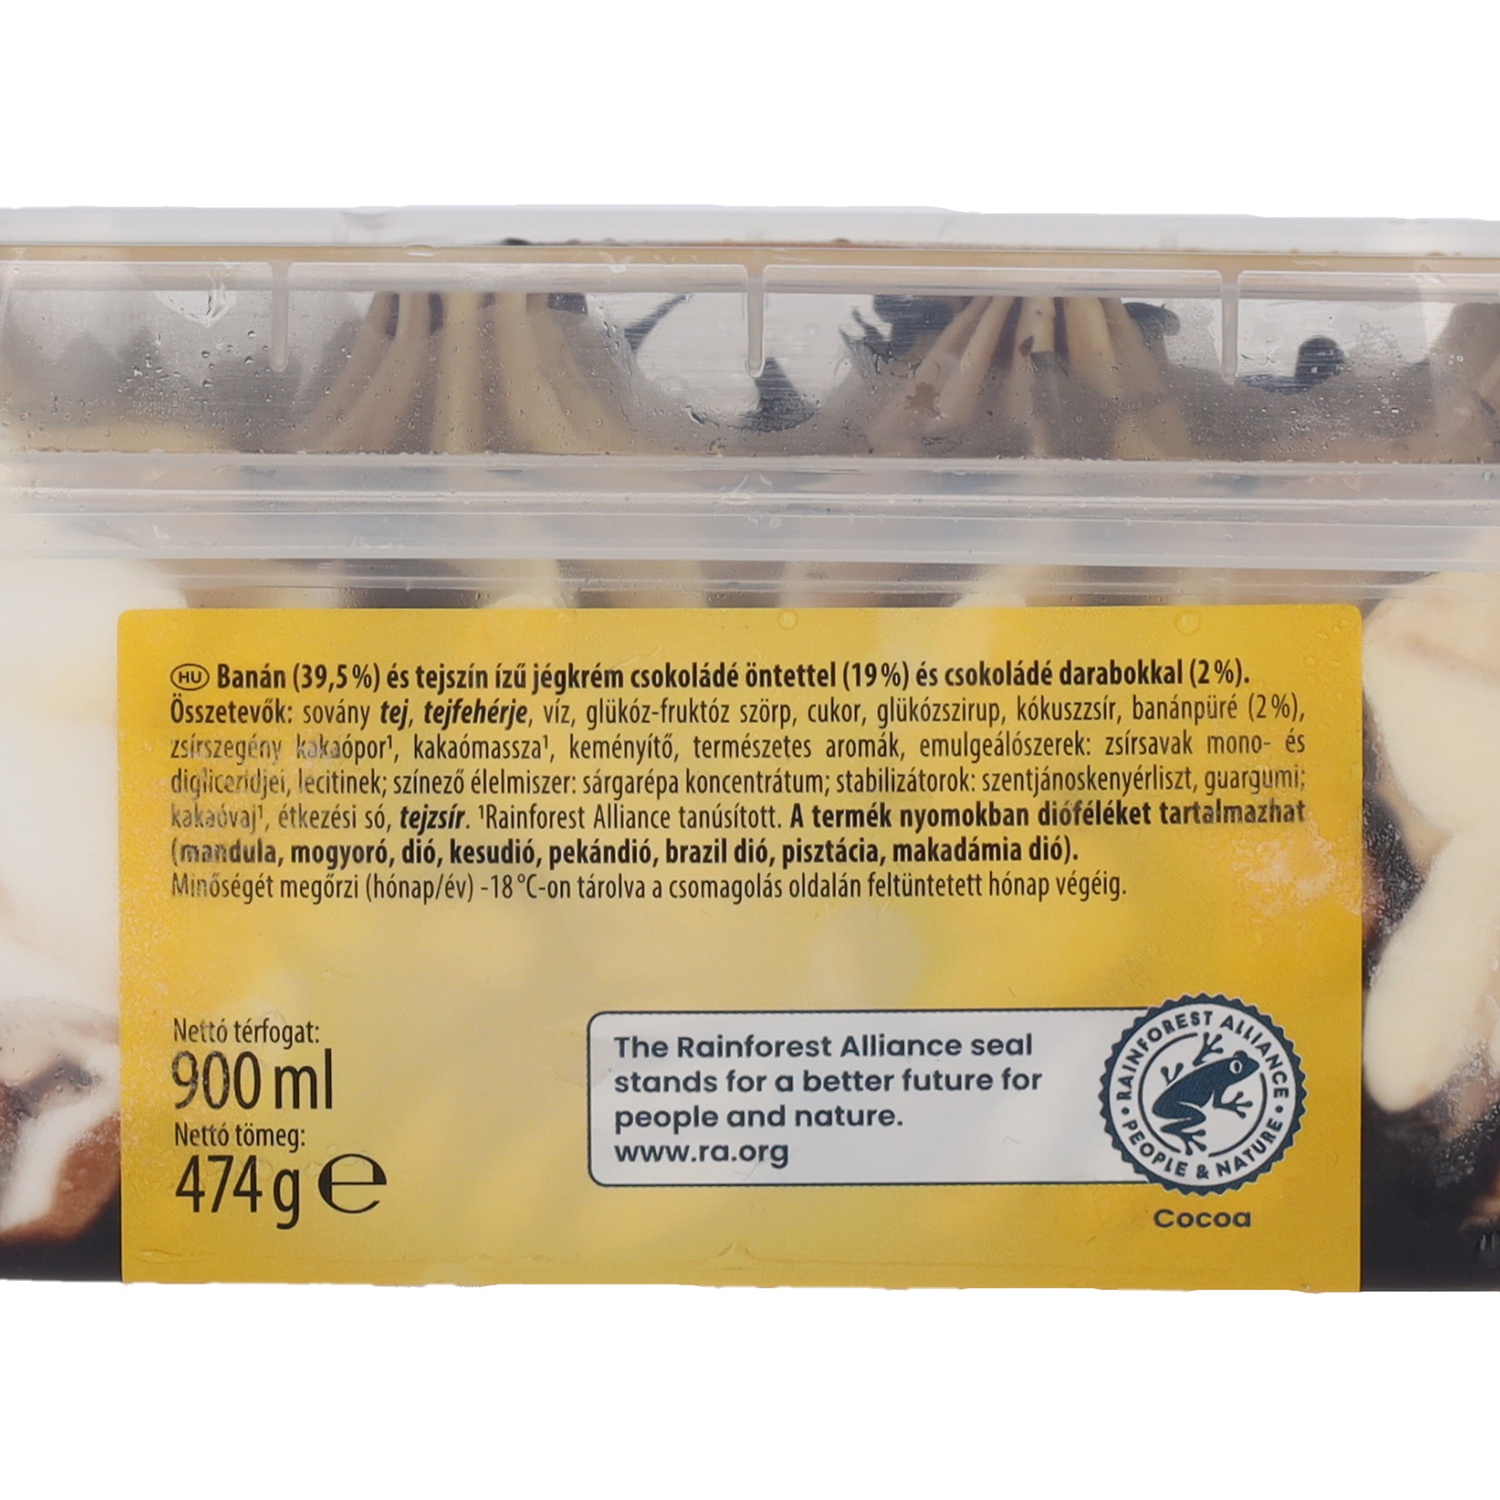 HU Banán (39,5%) és tejszín ízű jégkrém csokoládé öntettel (19%) és csokoládé darabokkal (2%).
Összetevők: sovány tej, tejfehérje, víz, glükóz-fruktóz szörp, cukor, glükózszirup, kókuszzsír, banánpüré (2%),
zsírszegény kakaópor¹, kakaómassza¹, keményítő, természetes aromák, emulgeálószerek: zsírsavak mono- és
digliceridjei, lecitinek; színező élelmiszer: sárgarépa koncentrátum; stabilizátorok: szentjánoskenyérliszt, guargumi;
kakaóvaj¹, étkezési só, tejzsír. ¹Rainforest Alliance tanúsított. A termék nyomokban dióféléket tartalmazhat
(mandula, mogyoró, dió, kesudió, pekándió, brazil dió, pisztácia, makadámia dió).
Minőségét megőrzi (hónap/év) -18°C-on tárolva a csomagolás oldalán feltüntetett hónap végéig.
Nettó térfogat:
900 ml
Nettó tömeg:
474 g ℮
The Rainforest Alliance seal
stands for a better future for
people and nature.
www.ra.org
RAINFOREST ALLIANCE
• PEOPLE & NATURE •
Cocoa